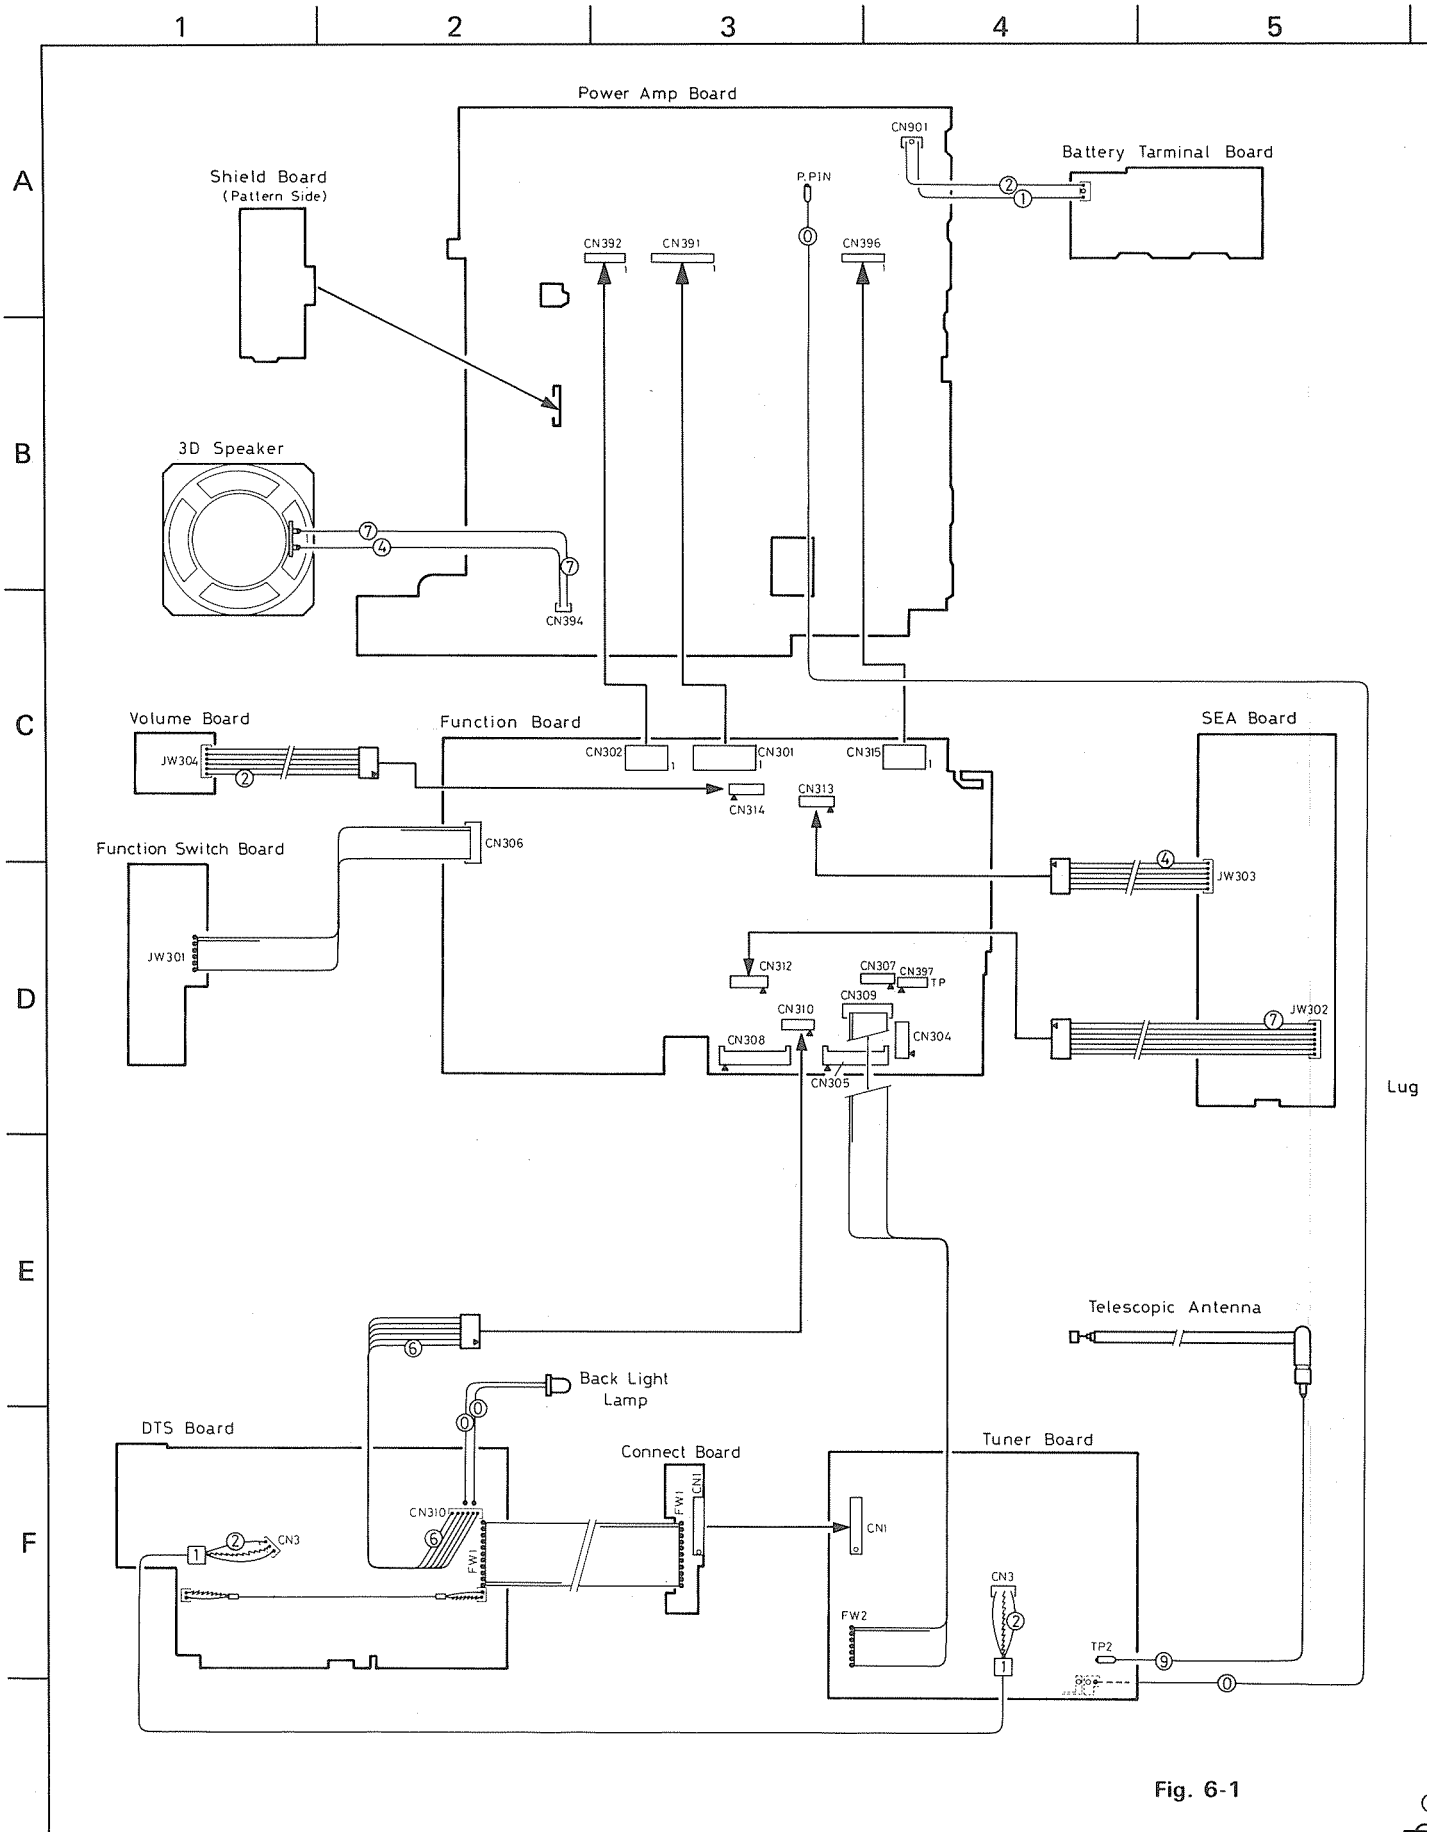 1 2 3 4 5
Power Amp Board
CN901
Battery Tarminal Board
A
Shield Board
(Pattern Side)
P.PIN
2
1
0
CN392
CN391
CN396
1
1
1
B
3D Speaker
7
4
7
CN394
C
Volume Board
Function Board
SEA Board
JW304
2
CN302
1
CN301
1
CN315
1
CN314
CN313
Function Switch Board
CN306
4
JW303
JW301
D
CN312
CN307
CN397
TP
CN309
CN310
CN304
CN308
CN305
7
JW302
Lug
E
Telescopic Antenna
6
Back Light
Lamp
0
0
DTS Board
Connect Board
Tuner Board
F
CN310
6
FW1
FW1
CN1
CN1
2
CN3
1
CN3
2
1
FW2
TP2
9
0
Fig. 6-1